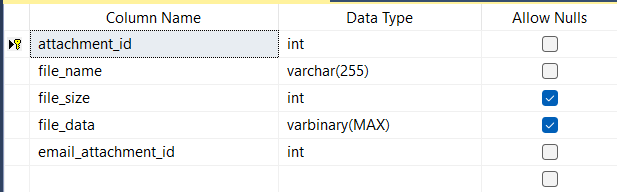 Column Name Data Type Allow Nulls
attachment_id int
file_name varchar(255)
file_size int
file_data varbinary(MAX)
email_attachment_id int